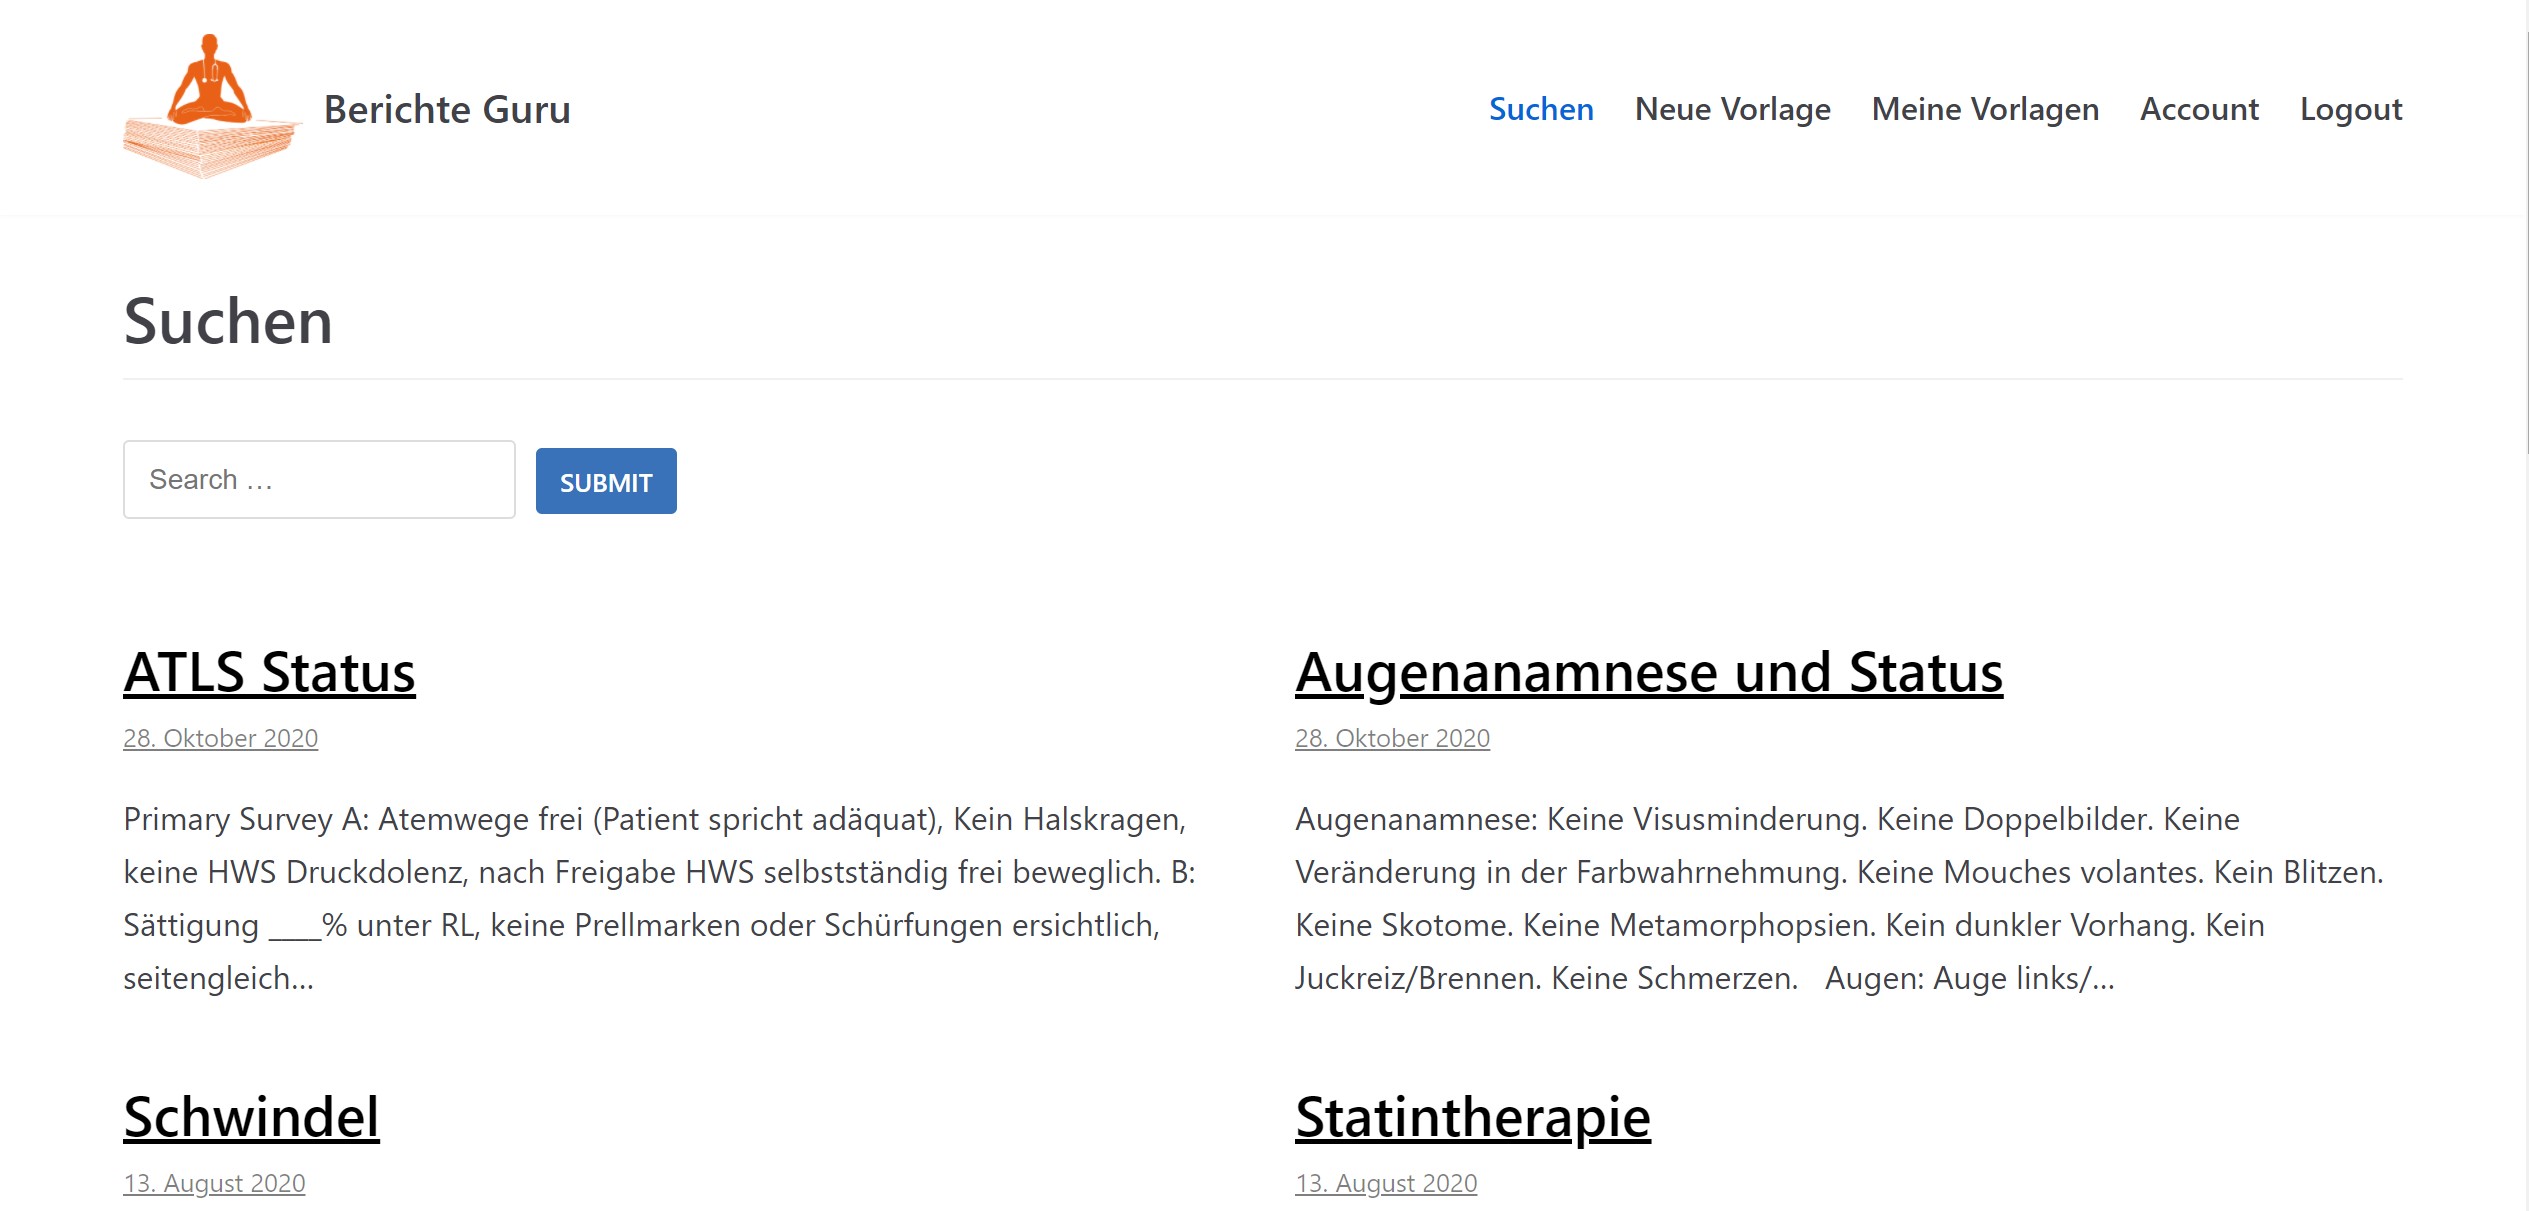 Berichte Guru
Suchen
Neue Vorlage
Meine Vorlagen
Account
Logout
Suchen
Search …
SUBMIT
ATLS Status
28. Oktober 2020
Primary Survey A: Atemwege frei (Patient spricht adäquat), Kein Halskragen,
keine HWS Druckdolenz, nach Freigabe HWS selbstständig frei beweglich. B:
Sättigung ____% unter RL, keine Prellmarken oder Schürfungen ersichtlich,
seitengleich…
Augenanamnese und Status
28. Oktober 2020
Augenanamnese: Keine Visusminderung. Keine Doppelbilder. Keine
Veränderung in der Farbwahrnehmung. Keine Mouches volantes. Kein Blitzen.
Keine Skotome. Keine Metamorphopsien. Kein dunkler Vorhang. Kein
Juckreiz/Brennen. Keine Schmerzen.   Augen: Auge links/…
Schwindel
13. August 2020
Statintherapie
13. August 2020